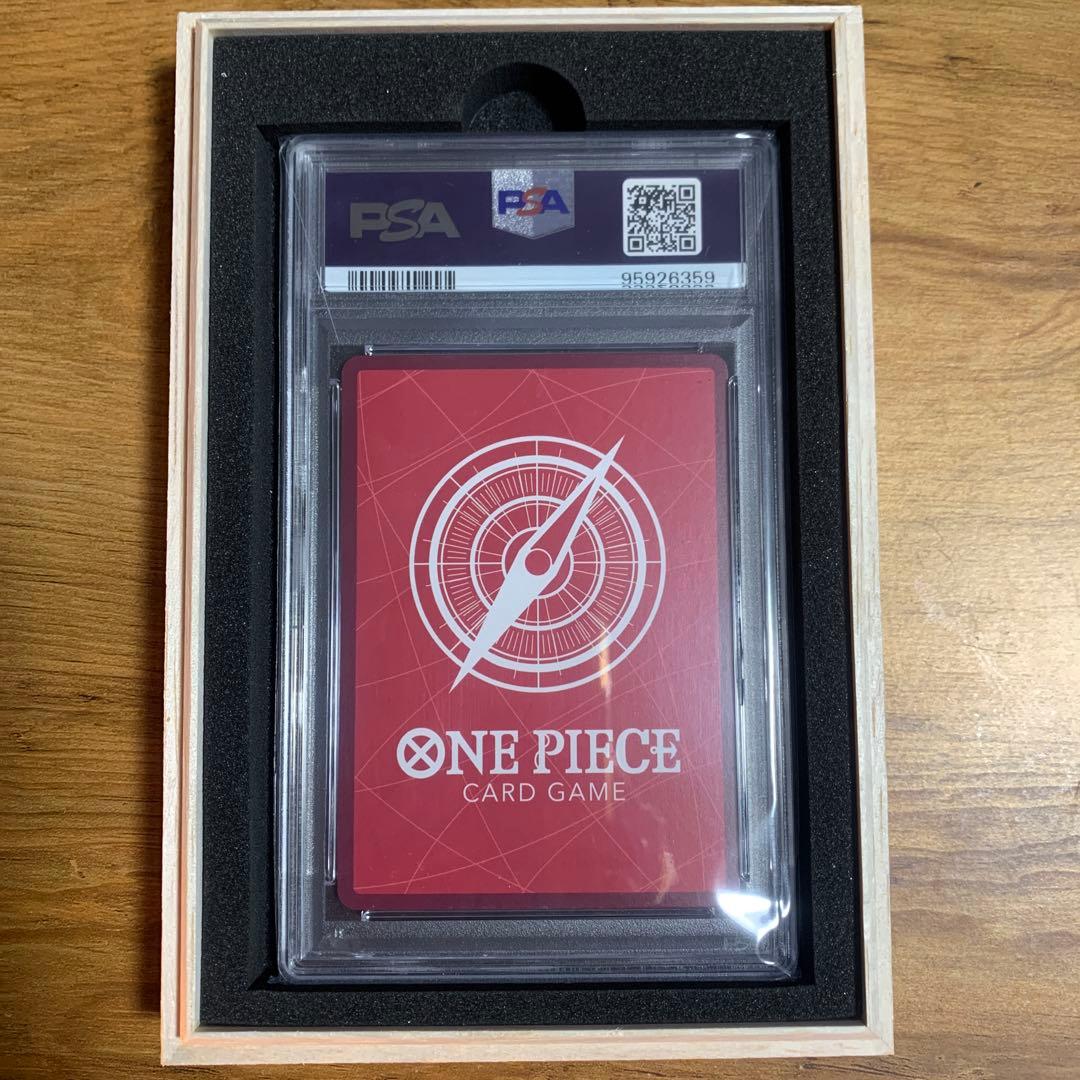 PSA
PSA
95926359
ONE PIECE
CARD GAME